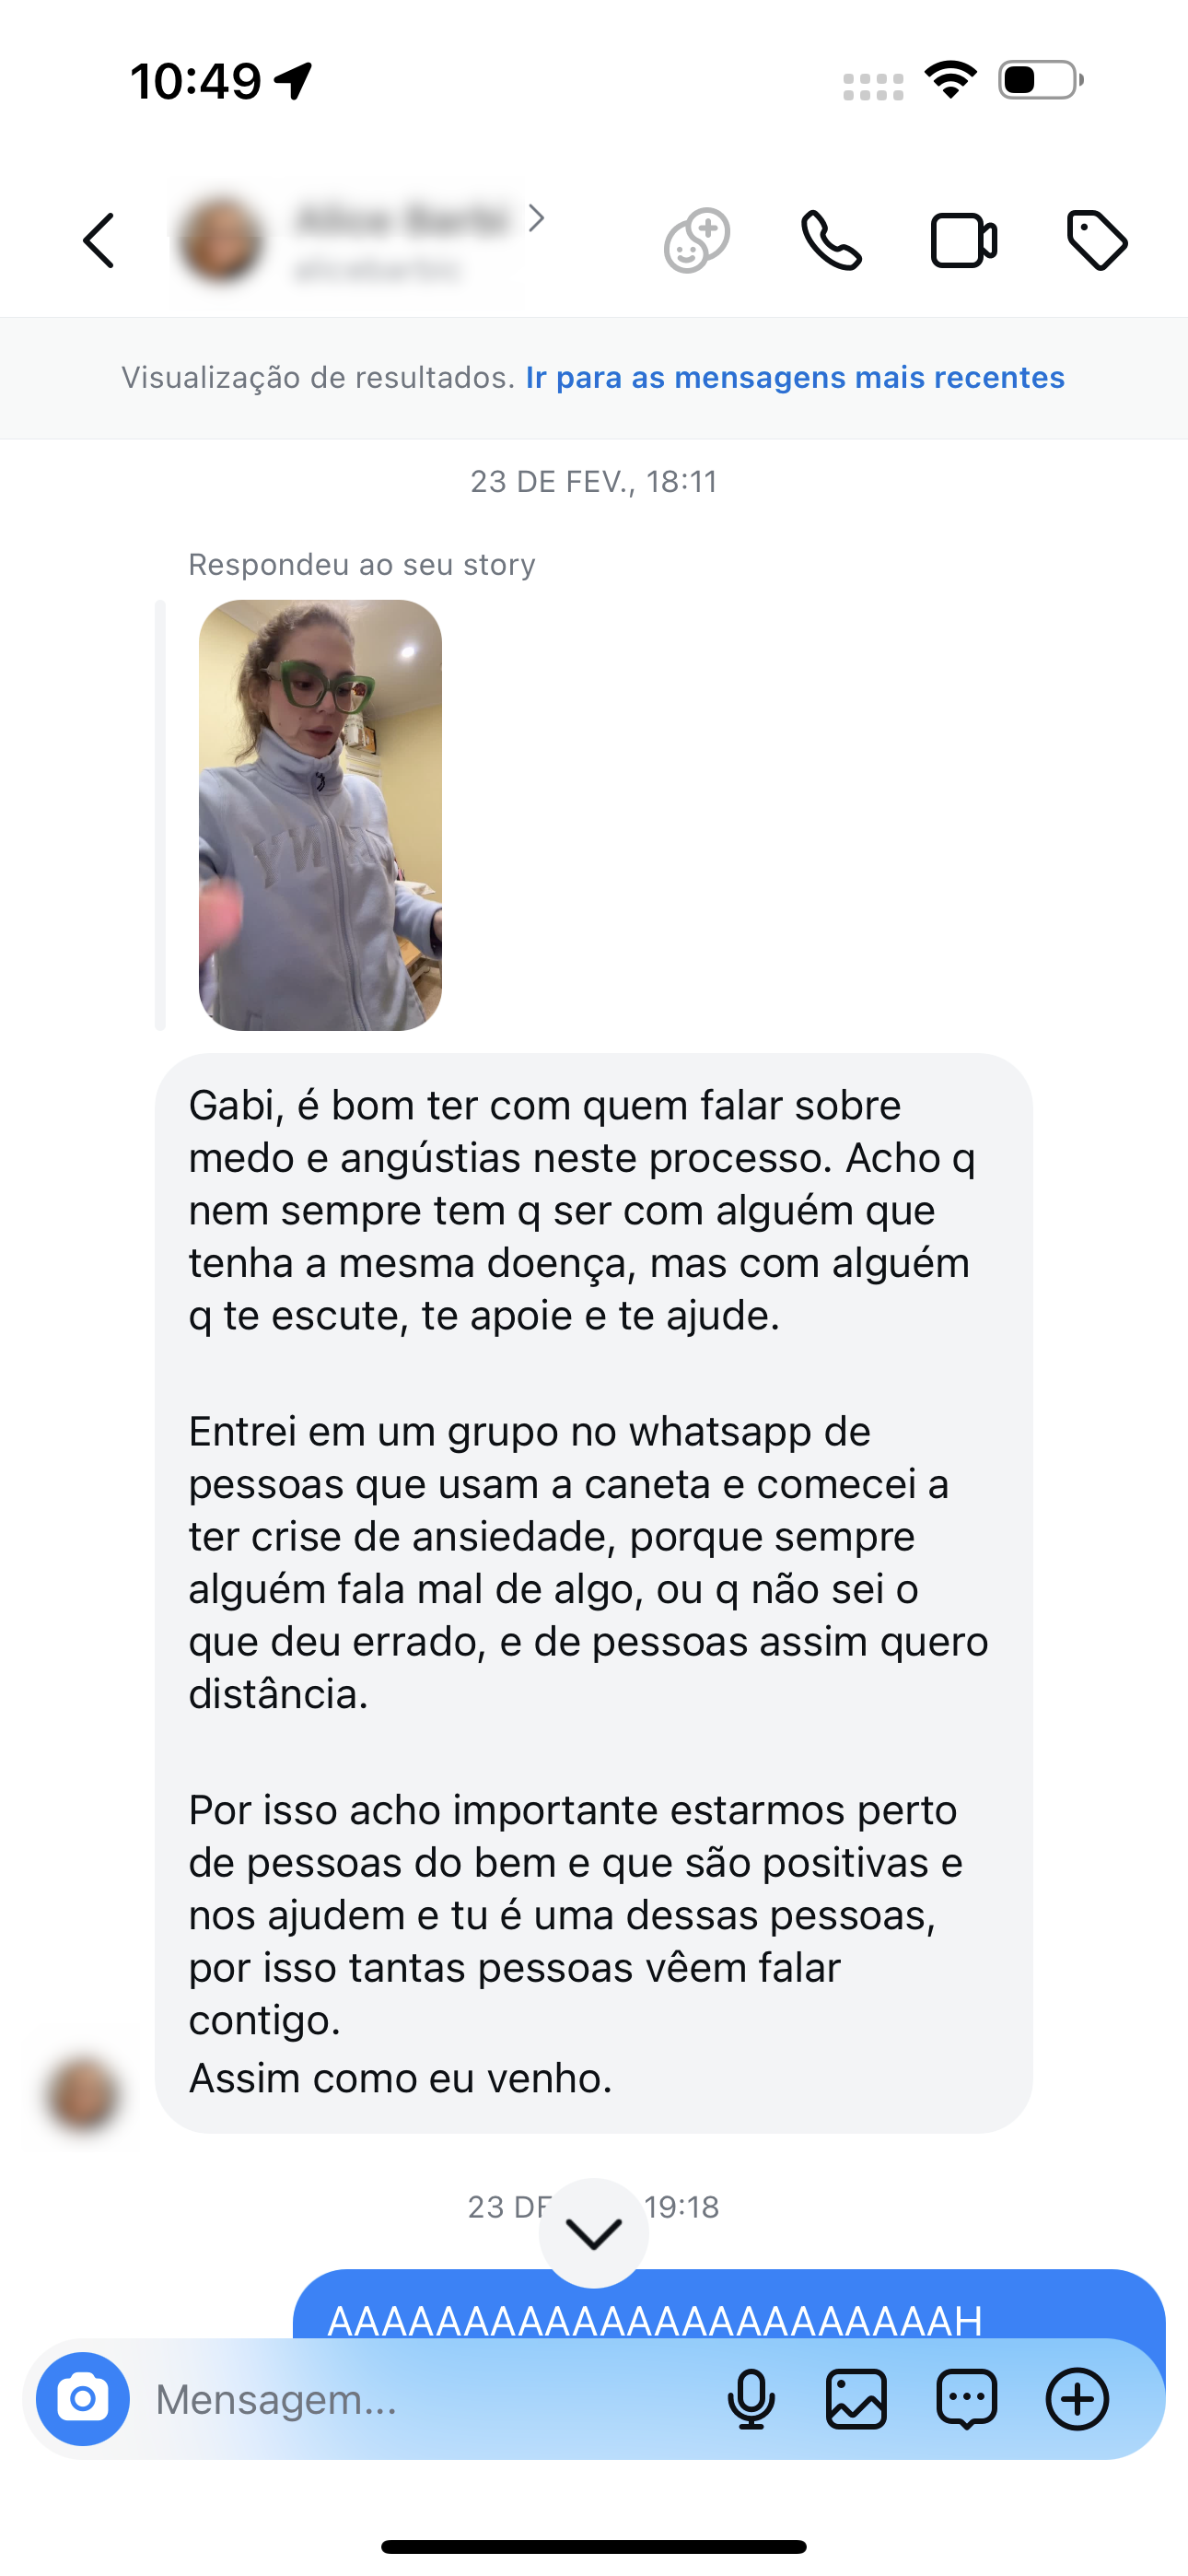 10:49
Visualização de resultados. Ir para as mensagens mais recentes
23 DE FEV., 18:11
Respondeu ao seu story
Gabi, é bom ter com quem falar sobre
medo e angústias neste processo. Acho q
nem sempre tem q ser com alguém que
tenha a mesma doença, mas com alguém
q te escute, te apoie e te ajude.
Entrei em um grupo no whatsapp de
pessoas que usam a caneta e comecei a
ter crise de ansiedade, porque sempre
alguém fala mal de algo, ou q não sei o
que deu errado, e de pessoas assim quero
distância.
Por isso acho importante estarmos perto
de pessoas do bem e que são positivas e
nos ajudem e tu é uma dessas pessoas,
por isso tantas pessoas vêem falar
contigo.
Assim como eu venho.
23 DE 19:18
AAAAAAAAAAAAAAAAAAAAAAAH
Mensagem...